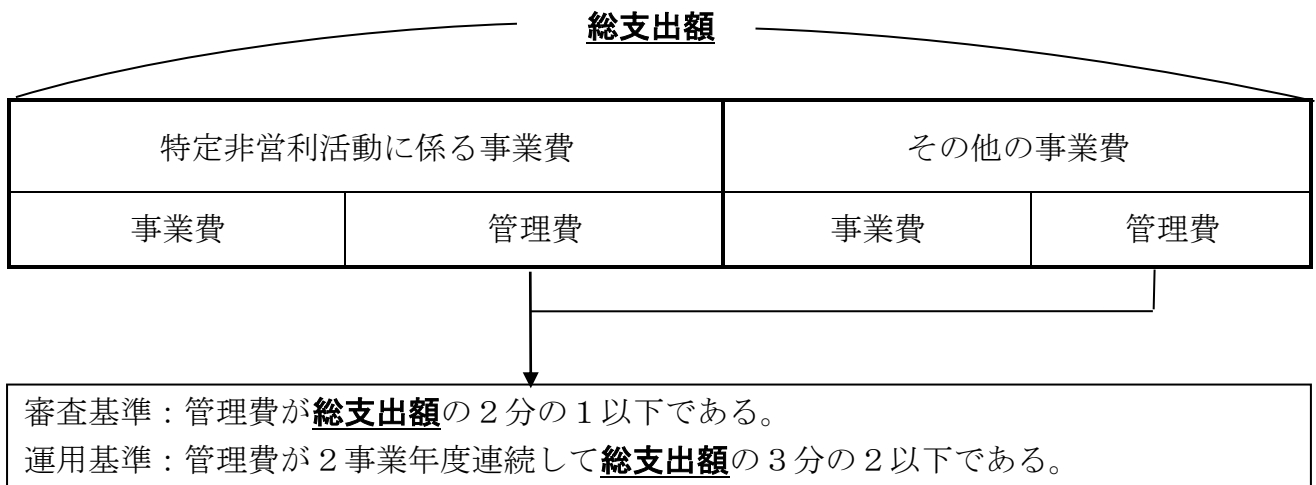 総支出額
特定非営利活動に係る事業費 その他の事業費
事業費 管理費 事業費 管理費
審査基準：管理費が総支出額の２分の１以下である。
運用基準：管理費が２事業年度連続して総支出額の３分の２以下である。